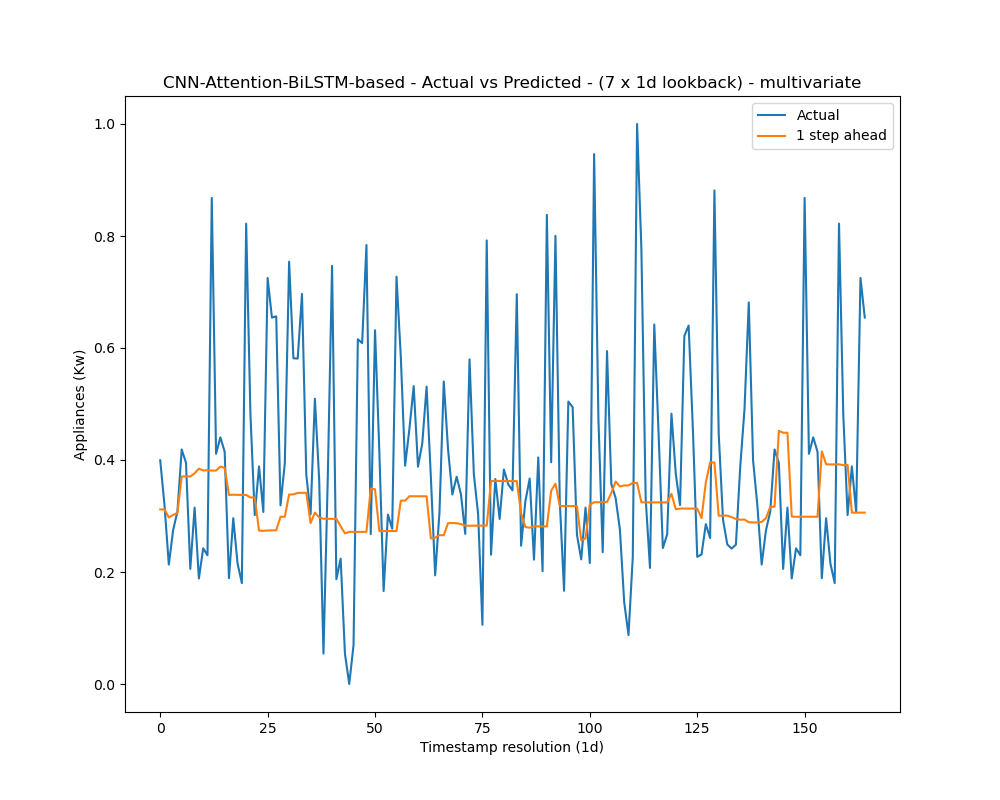 CNN-Attention-BiLSTM-based - Actual vs Predicted - (7 x 1d lookback) - multivariate
Actual
1 step ahead
1.0
0.8
0.6
0.4
0.2
0.0
Appliances (Kw)
0 25 50 75 100 125 150
Timestamp resolution (1d)